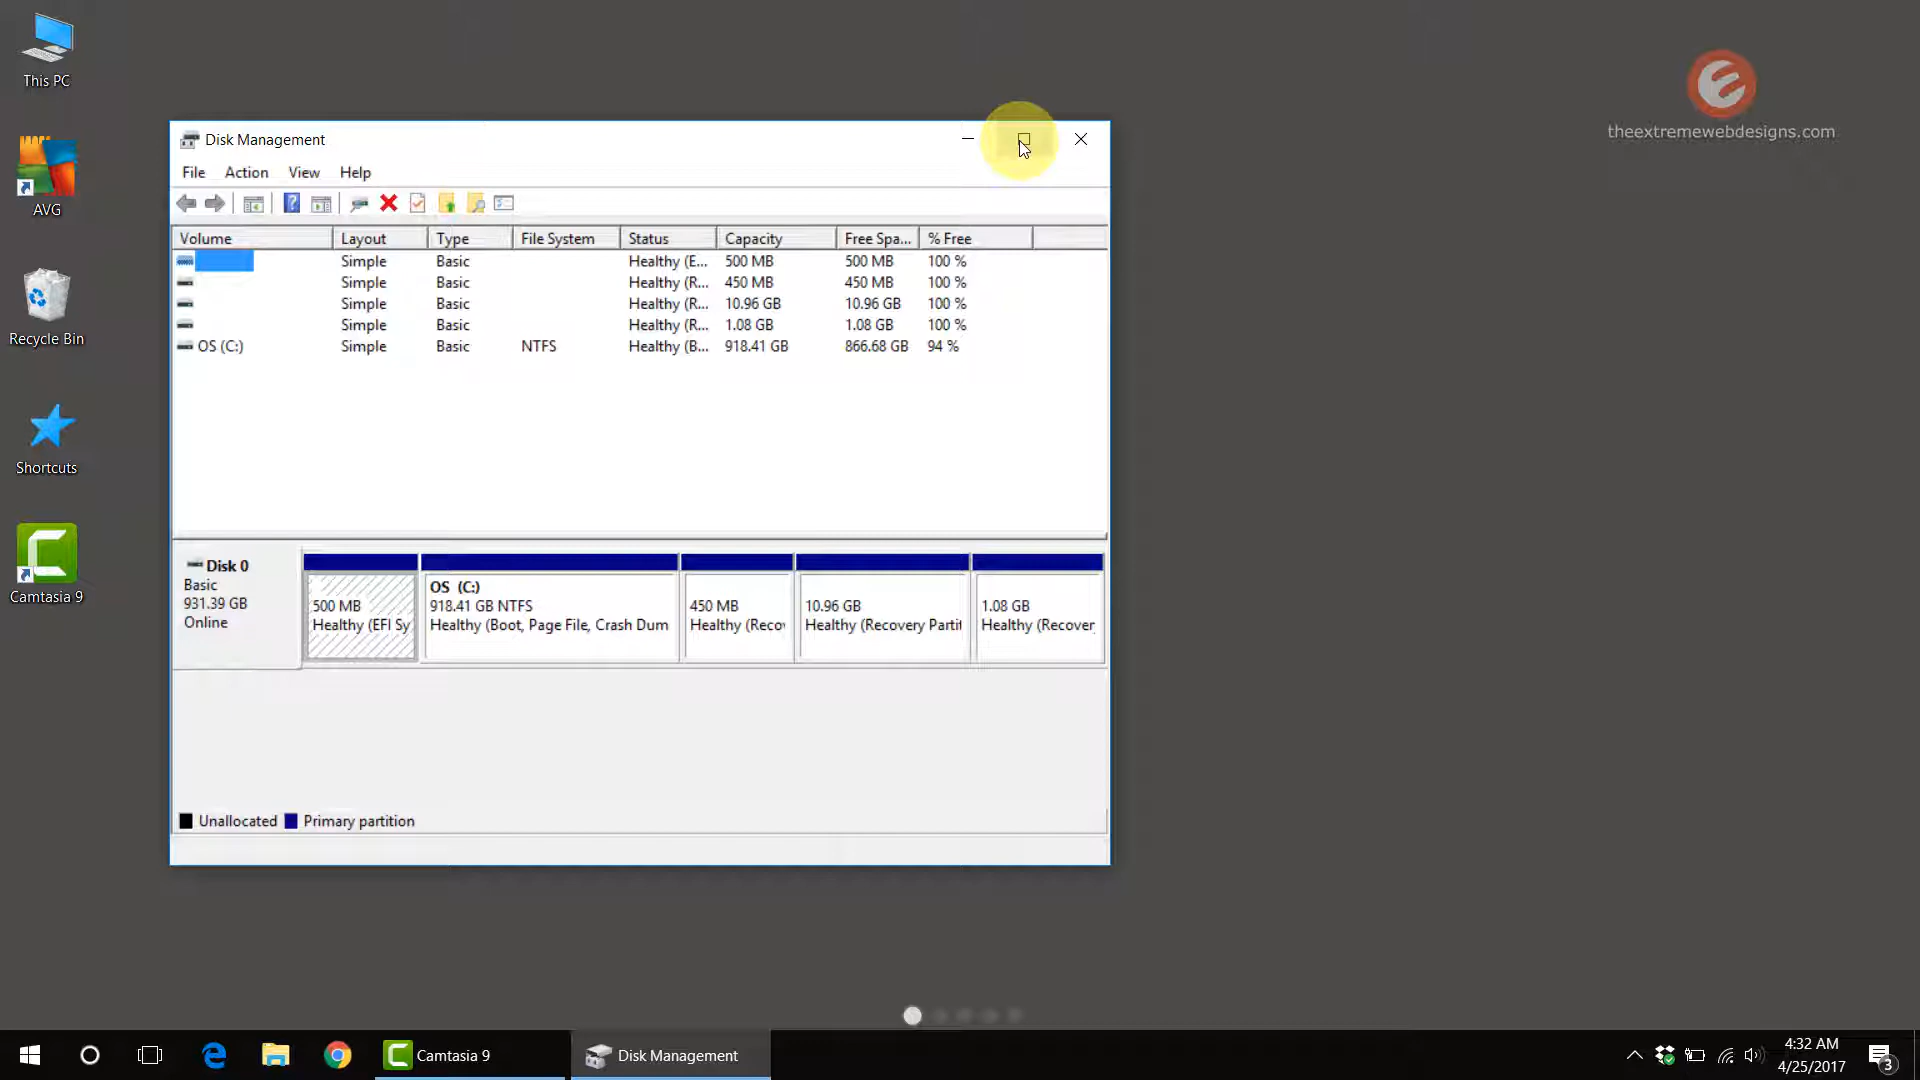 This PC
AVG
Recycle Bin
Shortcuts
Camtasia 9
theextremewebdesigns.com
Disk Management
File Action View Help
Volume Layout Type File System Status Capacity Free Spa... % Free
Simple Basic Healthy (E... 500 MB 500 MB 100 %
Simple Basic Healthy (R... 450 MB 450 MB 100 %
Simple Basic Healthy (R... 10.96 GB 10.96 GB 100 %
Simple Basic Healthy (R... 1.08 GB 1.08 GB 100 %
OS (C:) Simple Basic NTFS Healthy (B... 918.41 GB 866.68 GB 94 %
Disk 0
Basic
931.39 GB
Online
500 MB
Healthy (EFI Sy
OS (C:)
918.41 GB NTFS
Healthy (Boot, Page File, Crash Dum
450 MB
Healthy (Reco
10.96 GB
Healthy (Recovery Partit
1.08 GB
Healthy (Recover
Unallocated Primary partition
Camtasia 9
Disk Management
4:32 AM
4/25/2017
3